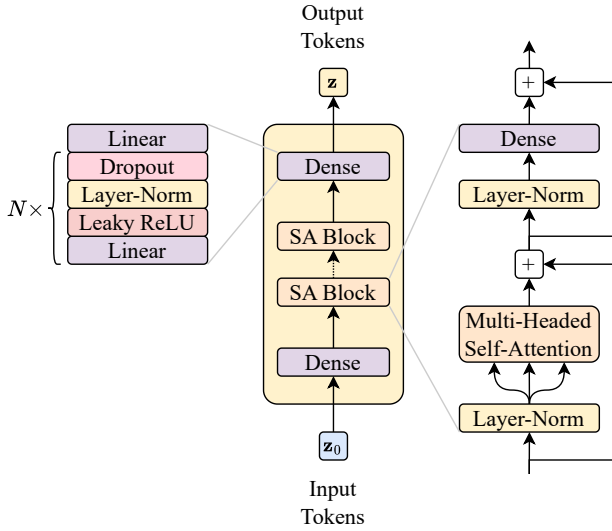 Output
Tokens
z
Linear
Dropout
Layer-Norm
Leaky ReLU
Linear
N×
Dense
SA Block
SA Block
Dense
z₀
Input
Tokens
+
Dense
Layer-Norm
+
Multi-Headed
Self-Attention
Layer-Norm